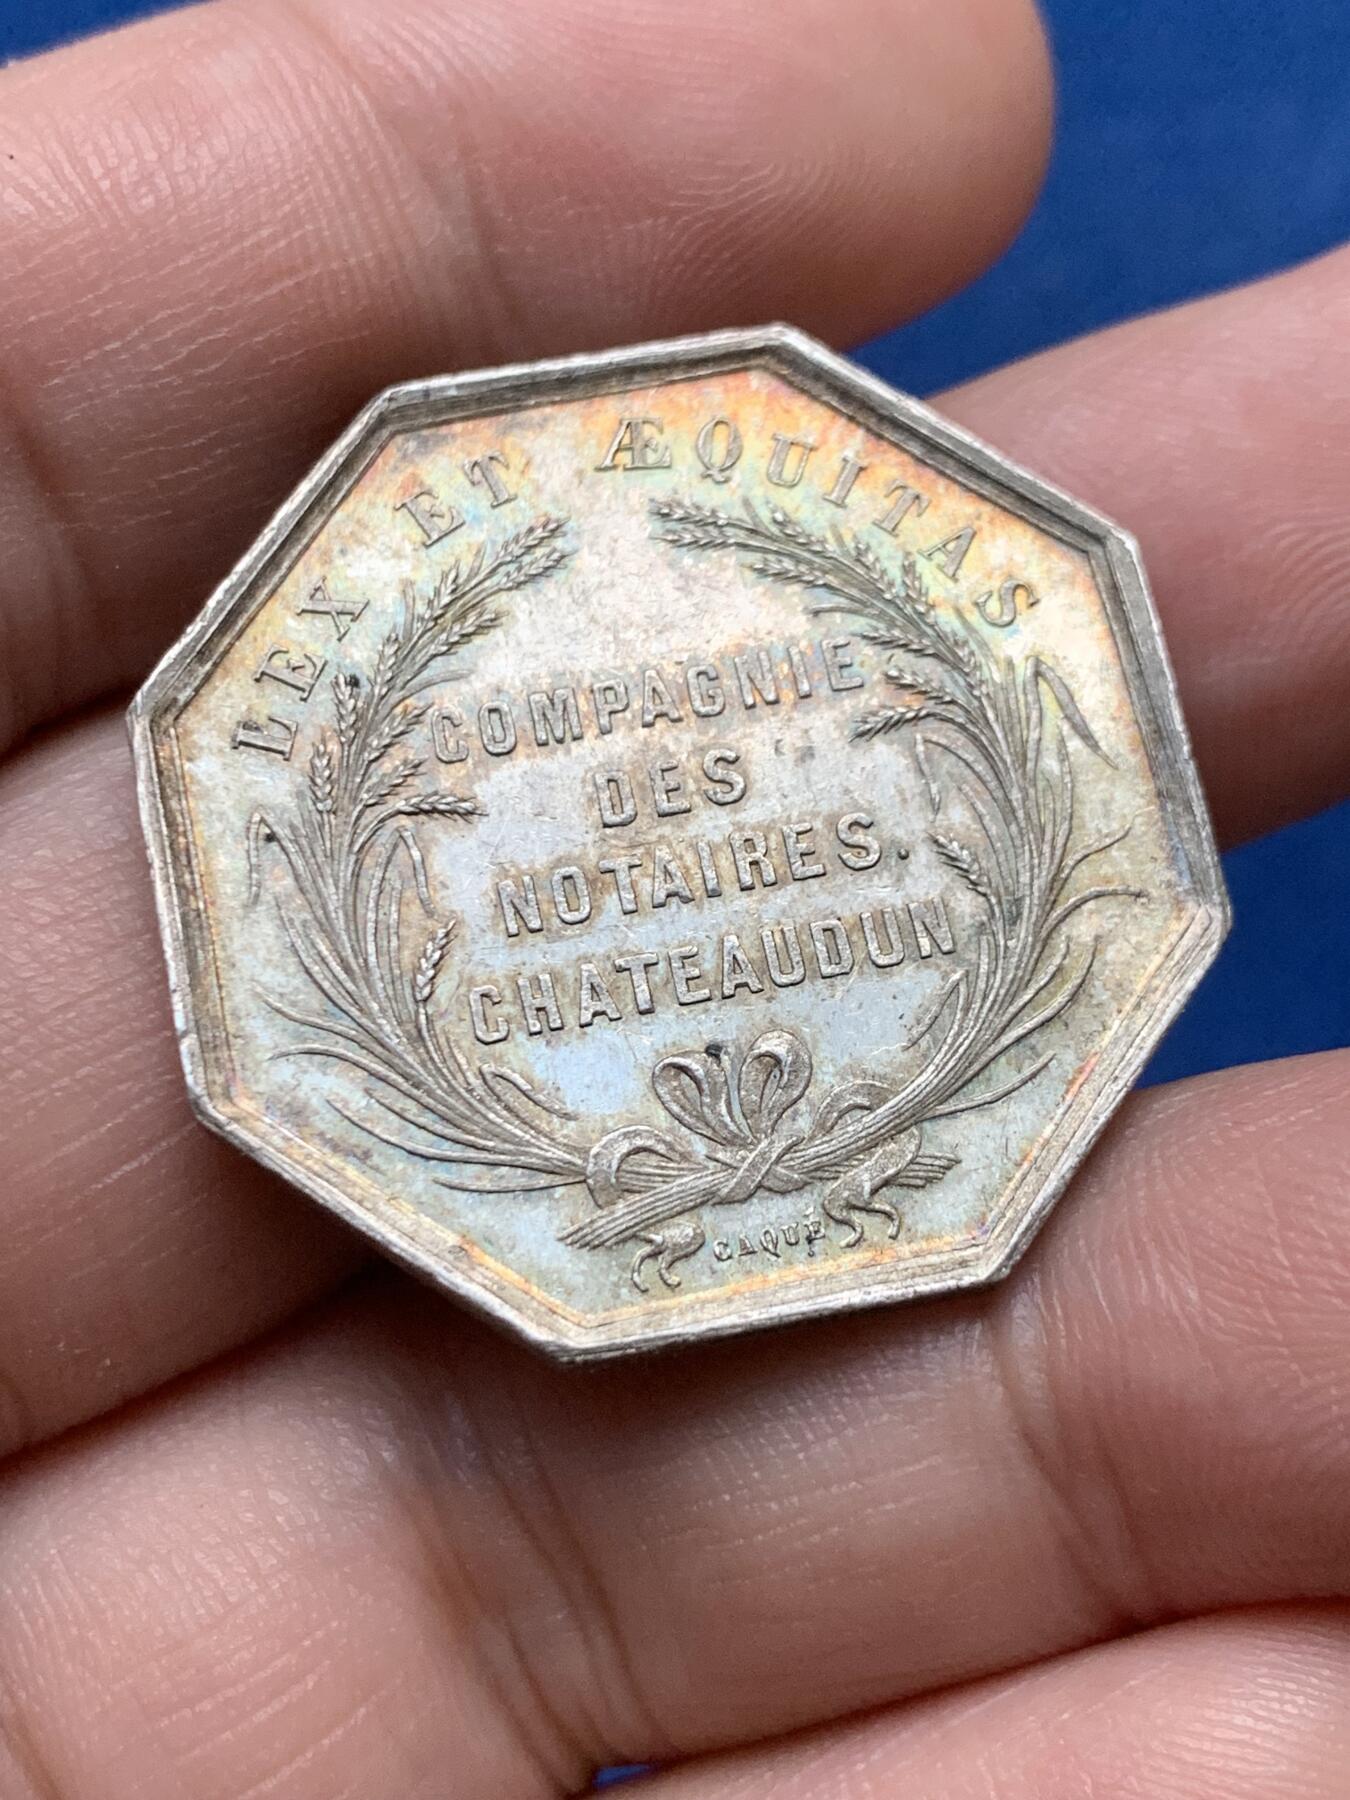 LEX ET ÆQUITAS
COMPAGNIE
DES
NOTAIRES.
CHATEAUDUN
CAQUÉ